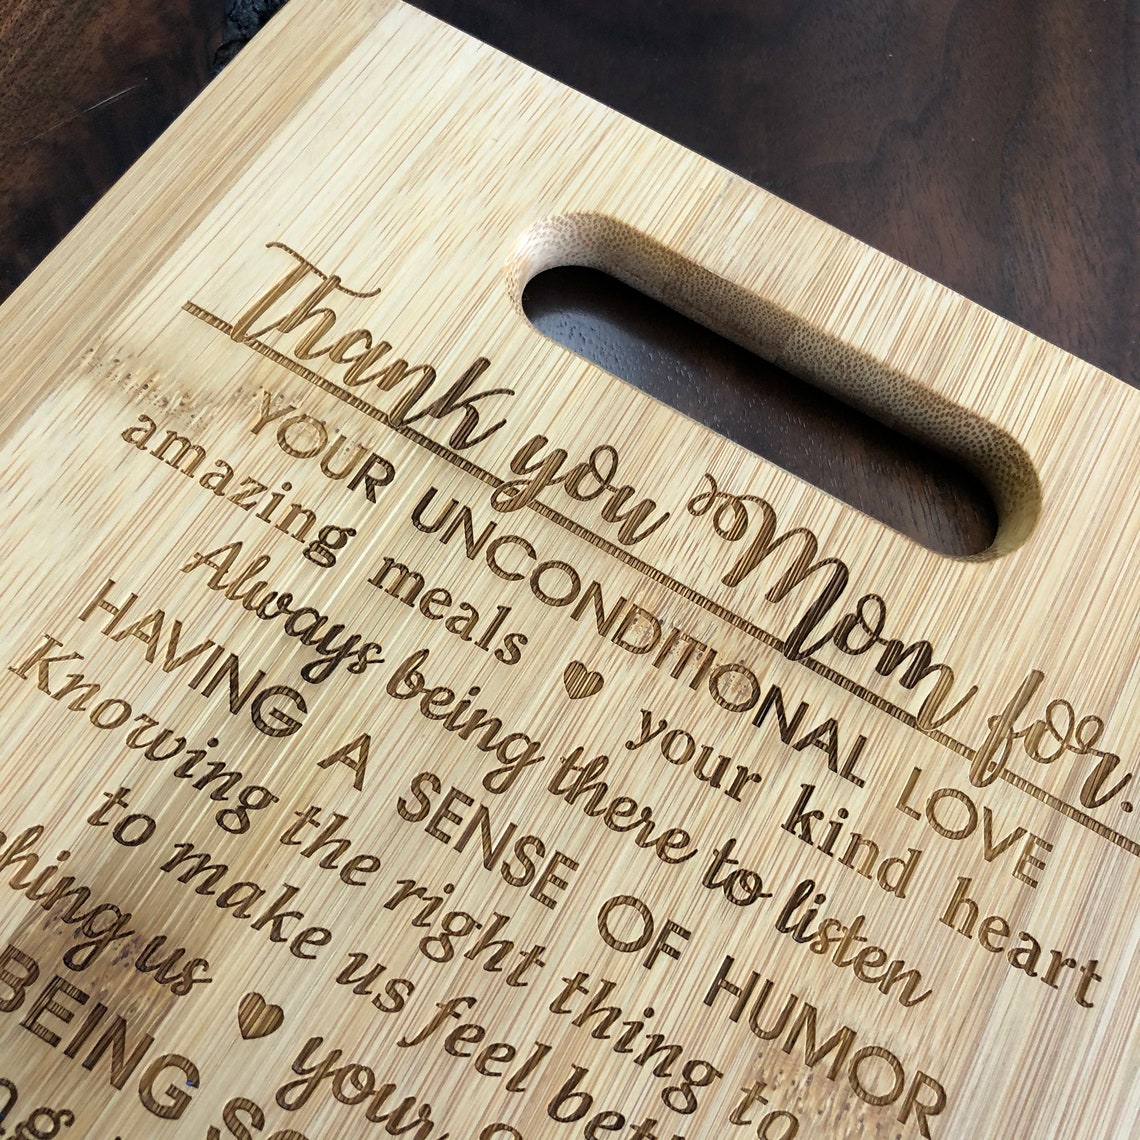 Thank you Mom for.
YOUR UNCONDITIONAL LOVE
amazing meals ♥ your kind heart
Always being there to listen
HAVING A SENSE OF HUMOR
Knowing the right thing to
to make us feel
us ♥ your
BEING